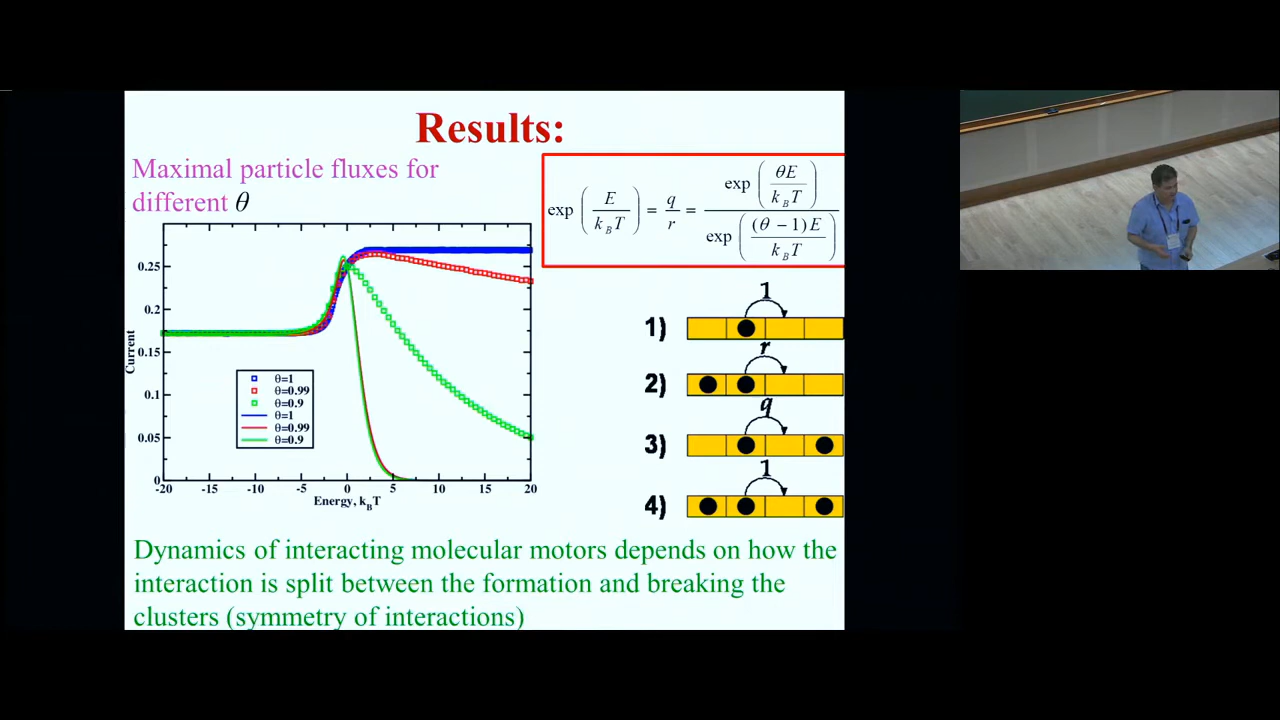 Results:
Maximal particle fluxes for
different θ
exp ( E / k_B T ) = q / r = exp ( θE / k_B T ) / exp ( (θ − 1) E / k_B T )
Current
0.25
0.2
0.15
0.1
0.05
0
-20 -15 -10 -5 0 5 10 15 20
Energy, k_BT
θ=1
θ=0.99
θ=0.9
θ=1
θ=0.99
θ=0.9
1
1)
r
2)
q
3)
1
4)
Dynamics of interacting molecular motors depends on how the
interaction is split between the formation and breaking the
clusters (symmetry of interactions)